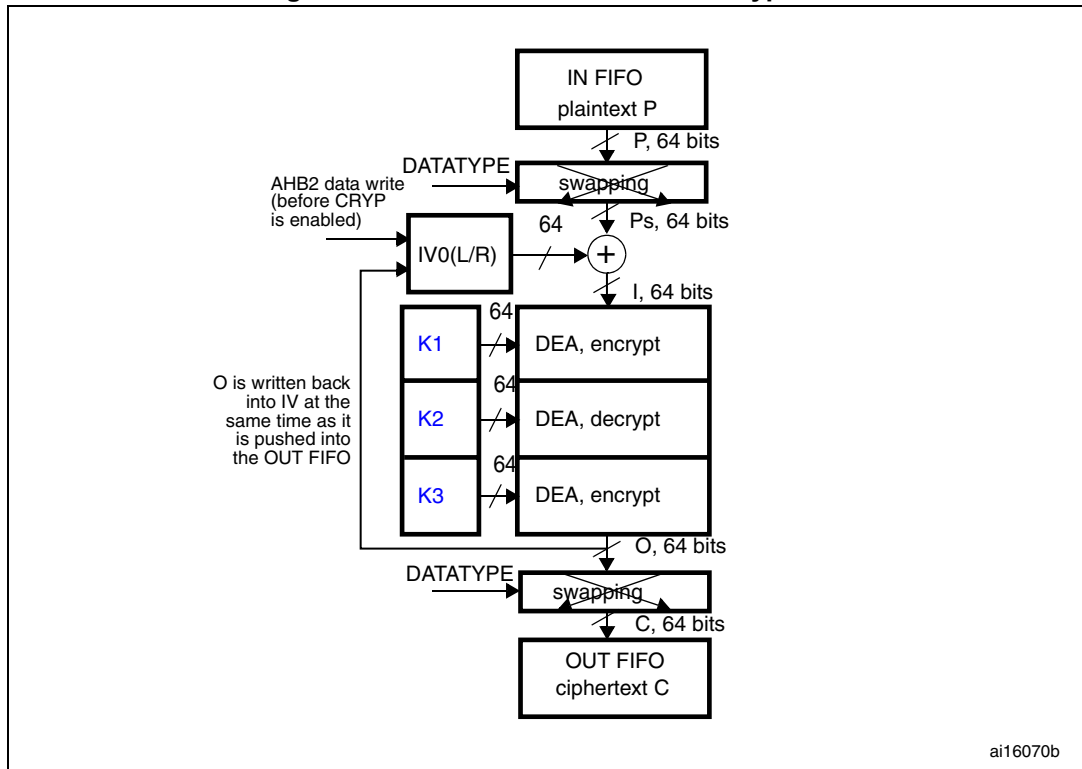 IN FIFO
plaintext P
P, 64 bits
DATATYPE
swapping
AHB2 data write
(before CRYP
is enabled)
Ps, 64 bits
64
IV0(L/R)
+
I, 64 bits
64
K1
DEA, encrypt
O is written back
into IV at the
same time as it
is pushed into
the OUT FIFO
64
K2
DEA, decrypt
64
K3
DEA, encrypt
O, 64 bits
DATATYPE
swapping
C, 64 bits
OUT FIFO
ciphertext C
ai16070b